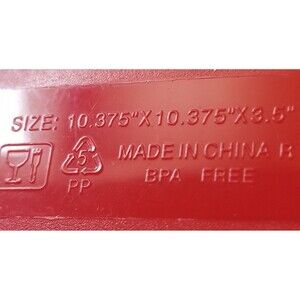 SIZE: 10.375"X10.375"X3.5"
5 MADE IN CHINA R
PP BPA FREE